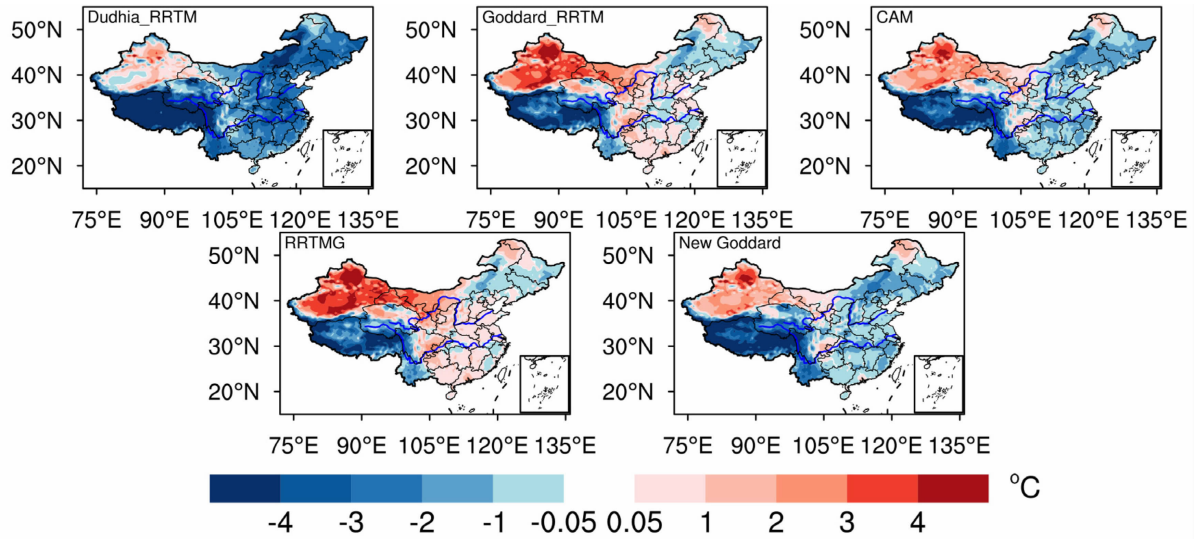 Dudhia_RRTM
Goddard_RRTM
CAM
50°N
40°N
30°N
20°N
50°N
40°N
30°N
20°N
50°N
40°N
30°N
20°N
75°E 90°E 105°E 120°E 135°E
75°E 90°E 105°E 120°E 135°E
75°E 90°E 105°E 120°E 135°E
RRTMG
New Goddard
50°N
40°N
30°N
20°N
50°N
40°N
30°N
20°N
75°E 90°E 105°E 120°E 135°E
75°E 90°E 105°E 120°E 135°E
-4 -3 -2 -1 -0.05 0.05 1 2 3 4 °C